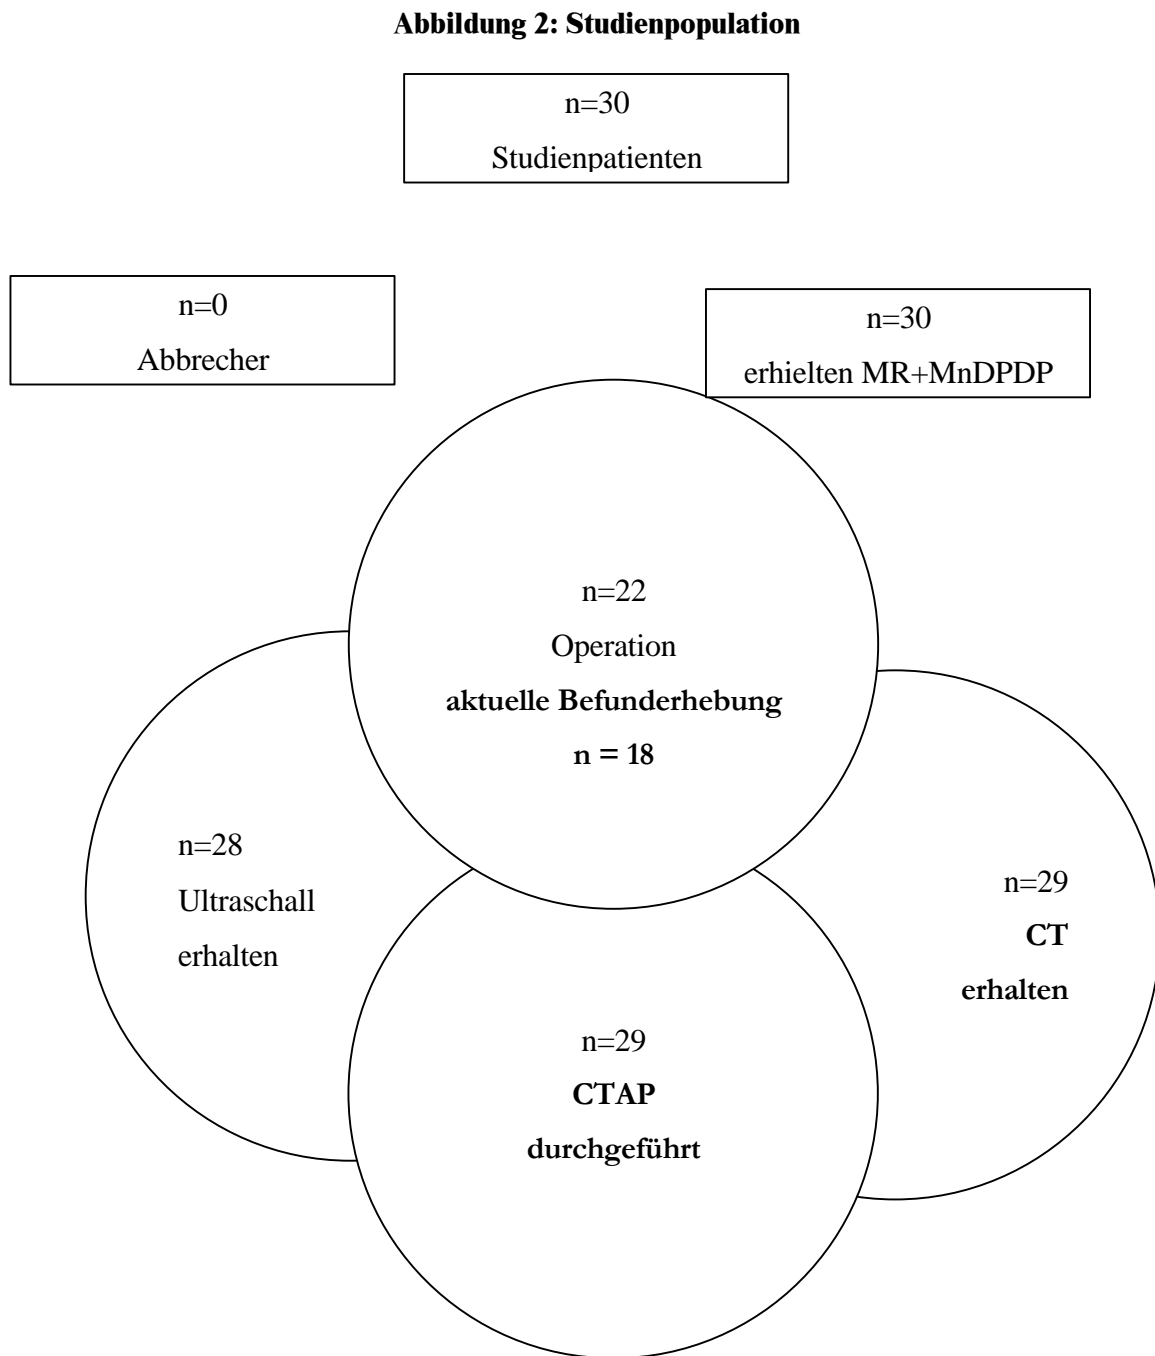 Abbildung 2: Studienpopulation
n=30
Studienpatienten
n=0
Abbrecher
n=30
erhielten MR+MnDPDP
n=22
Operation
aktuelle Befunderhebung
n = 18
n=28
Ultraschall
erhalten
n=29
CT
erhalten
n=29
CTAP
durchgeführt